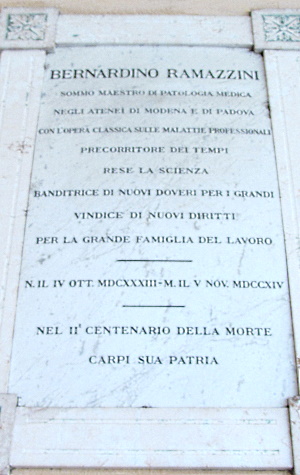 BERNARDINO RAMAZZINI
SOMMO MAESTRO DI PATOLOGIA MEDICA
NEGLI ATENEI DI MODENA E DI PADOVA
CON L'OPERA CLASSICA SULLE MALATTIE PROFESSIONALI
PRECORRITORE DEI TEMPI
RESE LA SCIENZA
BANDITRICE DI NUOVI DOVERI PER I GRANDI
VINDICE DI NUOVI DIRITTI
PER LA GRANDE FAMIGLIA DEL LAVORO
N. IL IV OTT. MDCXXXIII-M. IL V NOV. MDCCXIV
NEL II° CENTENARIO DELLA MORTE
CARPI SUA PATRIA